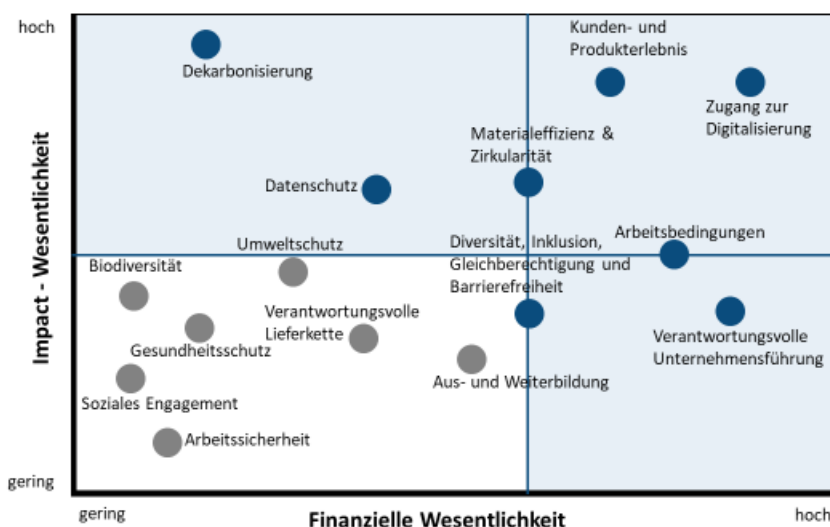 hoch
Kunden- und
Produkterlebnis
Dekarbonisierung
Zugang zur
Digitalisierung
Materialeffizienz &
Zirkularität
Datenschutz
Impact - Wesentlichkeit
Umweltschutz
Diversität, Inklusion,
Gleichberechtigung und
Barrierefreiheit
Arbeitsbedingungen
Biodiversität
Verantwortungsvolle
Lieferkette
Gesundheitsschutz
Verantwortungsvolle
Unternehmensführung
Aus- und Weiterbildung
Soziales Engagement
Arbeitssicherheit
gering
gering
Finanzielle Wesentlichkeit
hoch